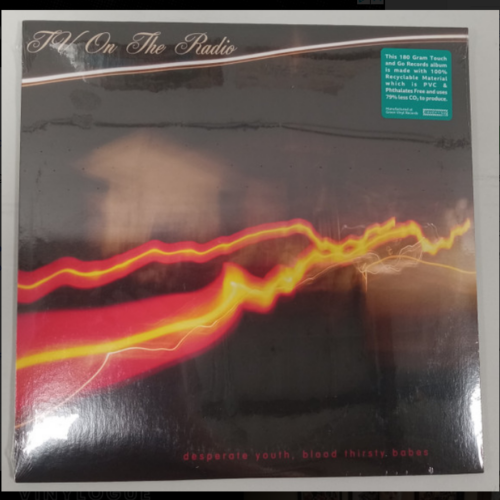 TV On The Radio
This 180 Gram Touch
and Go Records album
is made with 100%
Recyclable Material
which is PVC &
Phthalates Free and uses
70% less CO₂ to produce.
desperate youth, blood thirsty babes